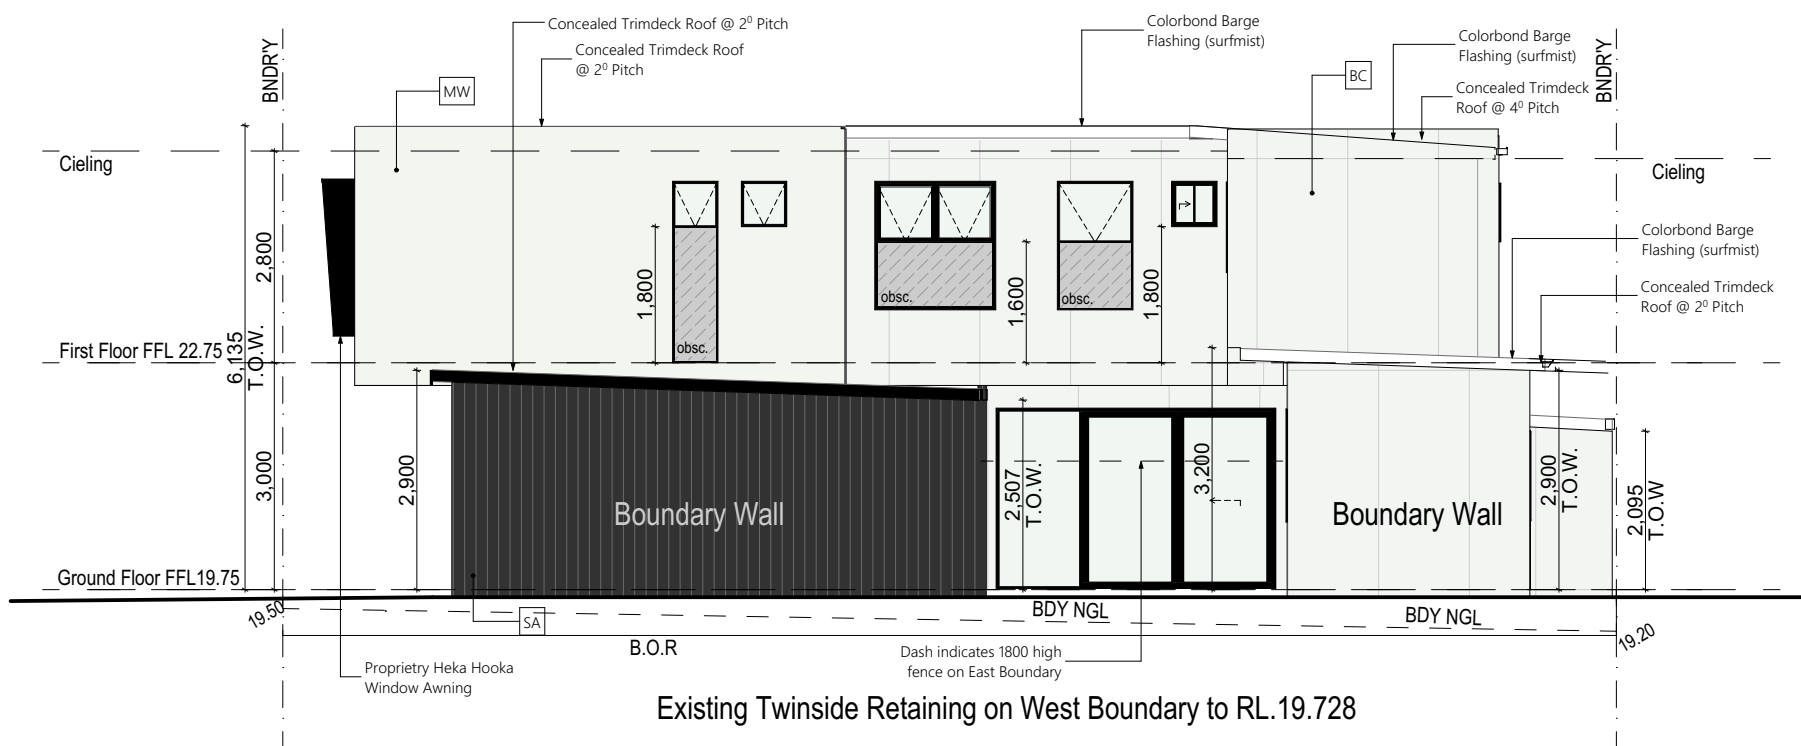 Concealed Trimdeck Roof @ 2⁰ Pitch
Concealed Trimdeck Roof
@ 2⁰ Pitch
Colorbond Barge
Flashing (surfmist)
Colorbond Barge
Flashing (surfmist)
Concealed Trimdeck
Roof @ 4⁰ Pitch
BNDR'Y
BNDR'Y
MW
BC
Cieling
Cieling
Colorbond Barge
Flashing (surfmist)
Concealed Trimdeck
Roof @ 2⁰ Pitch
2,800
1,800
obsc.
obsc.
1,600
obsc.
1,800
First Floor FFL 22.75
6,135
T.O.W.
3,000
2,900
Boundary Wall
2,507
T.O.W.
3,200
Boundary Wall
2,900
T.O.W.
2,095
T.O.W
Ground Floor FFL19.75
19.50
SA
BDY NGL
BDY NGL
19.20
B.O.R
Proprietry Heka Hooka
Window Awning
Dash indicates 1800 high
fence on East Boundary
Existing Twinside Retaining on West Boundary to RL.19.728